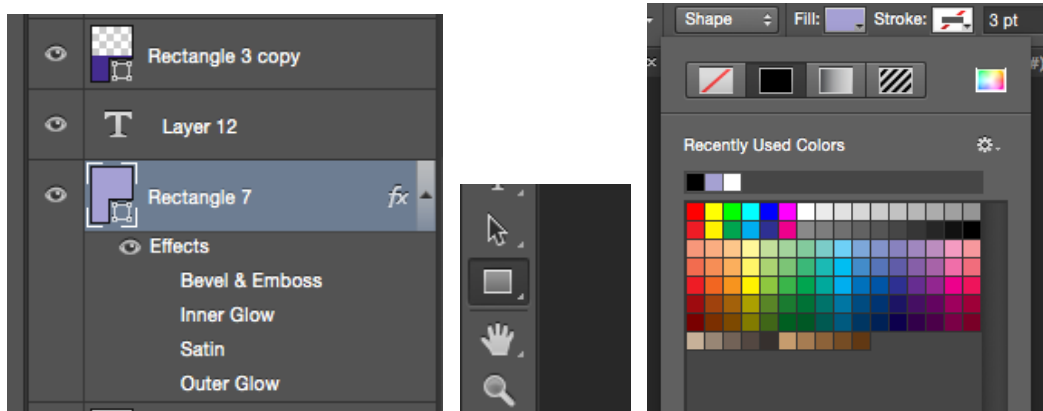 Rectangle 3 copy
T Layer 12
Rectangle 7 fx
Effects
Bevel & Emboss
Inner Glow
Satin
Outer Glow
Shape Fill: Stroke: 3 pt
#)
Recently Used Colors